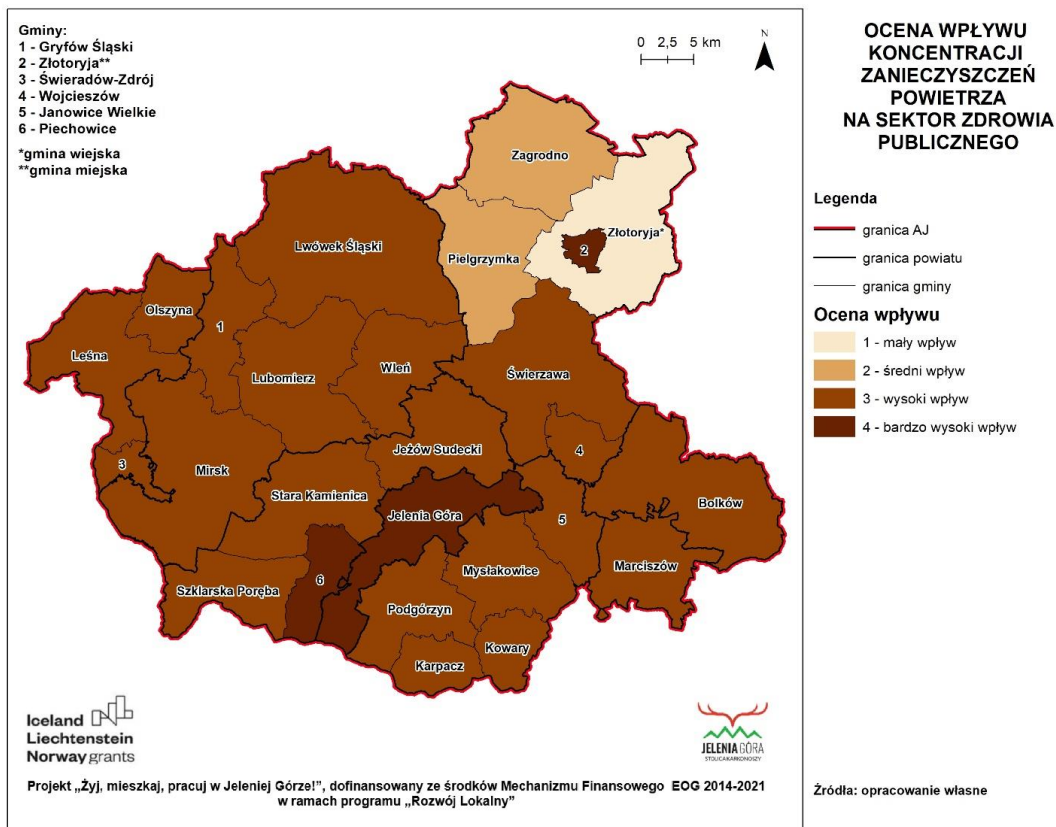 Gminy:
1 - Gryfów Śląski
2 - Złotoryja**
3 - Świeradów-Zdrój
4 - Wojcieszów
5 - Janowice Wielkie
6 - Piechowice
*gmina wiejska
**gmina miejska
0 2,5 5 km
N
Zagrodno
Złotoryja*
2
Pielgrzymka
Lwówek Śląski
Olszyna
1
Leśna
Lubomierz
Wleń
Świerzawa
3
Mirsk
Jeżów Sudecki
4
Stara Kamienica
Bolków
Jelenia Góra
5
Marciszów
Mysłakowice
6
Szklarska Poręba
Podgórzyn
Kowary
Karpacz
Iceland
Liechtenstein
Norway grants
JELENIA GÓRA
STOLICA KARKONOSZY
Projekt „Żyj, mieszkaj, pracuj w Jeleniej Górze!”, dofinansowany ze środków Mechanizmu Finansowego EOG 2014-2021
w ramach programu „Rozwój Lokalny”
OCENA WPŁYWU
KONCENTRACJI
ZANIECZYSZCZEŃ
POWIETRZA
NA SEKTOR ZDROWIA
PUBLICZNEGO
Legenda
granica AJ
granica powiatu
granica gminy
Ocena wpływu
1 - mały wpływ
2 - średni wpływ
3 - wysoki wpływ
4 - bardzo wysoki wpływ
Źródła: opracowanie własne